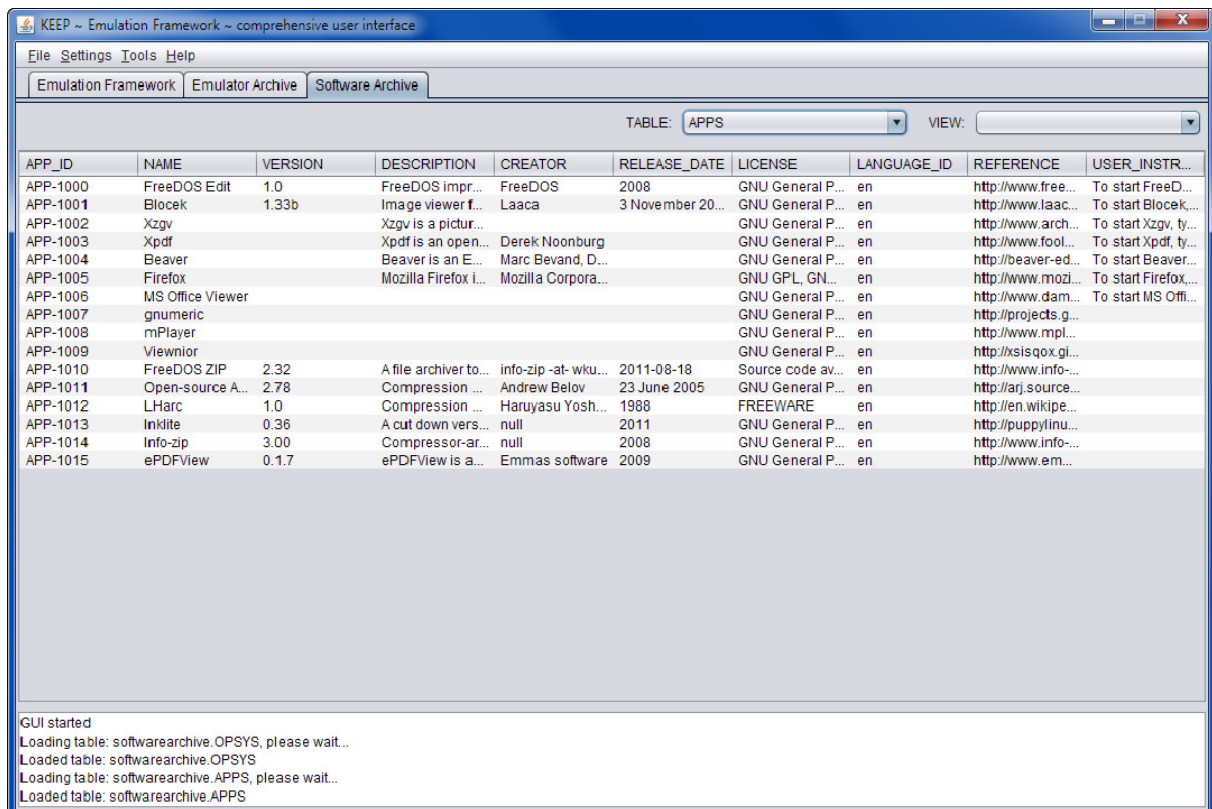 KEEP ~ Emulation Framework ~ comprehensive user interface
File Settings Tools Help
Emulation Framework Emulator Archive Software Archive
TABLE: APPS VIEW:
APP_ID NAME VERSION DESCRIPTION CREATOR RELEASE_DATE LICENSE LANGUAGE_ID REFERENCE USER_INSTR...
APP-1000 FreeDOS Edit 1.0 FreeDOS impr... FreeDOS 2008 GNU General P... en http://www.free... To start FreeD...
APP-1001 Blocek 1.33b Image viewer f... Laaca 3 November 20... GNU General P... en http://www.laac... To start Blocek,...
APP-1002 Xzgv Xzgv is a pictur... GNU General P... en http://www.arch... To start Xzgv, ty...
APP-1003 Xpdf Xpdf is an open... Derek Noonburg GNU General P... en http://www.fool... To start Xpdf, ty...
APP-1004 Beaver Beaver is an E... Marc Bevand, D... GNU General P... en http://beaver-ed... To start Beaver...
APP-1005 Firefox Mozilla Firefox i... Mozilla Corpora... GNU GPL, GN... en http://www.mozi... To start Firefox,...
APP-1006 MS Office Viewer GNU General P... en http://www.dam... To start MS Offi...
APP-1007 gnumeric GNU General P... en http://projects.g...
APP-1008 mPlayer GNU General P... en http://www.mpl...
APP-1009 Viewnior GNU General P... en http://xsisqox.gi...
APP-1010 FreeDOS ZIP 2.32 A file archiver to... info-zip -at- wku... 2011-08-18 Source code av... en http://www.info-...
APP-1011 Open-source A... 2.78 Compression ... Andrew Belov 23 June 2005 GNU General P... en http://arj.source...
APP-1012 LHarc 1.0 Compression ... Haruyasu Yosh... 1988 FREEWARE en http://en.wikipe...
APP-1013 Inklite 0.36 A cut down vers... null 2011 GNU General P... en http://puppylinu...
APP-1014 Info-zip 3.00 Compressor-ar... null 2008 GNU General P... en http://www.info-...
APP-1015 ePDFView 0.1.7 ePDFView is a... Emmas software 2009 GNU General P... en http://www.em...
GUI started
Loading table: softwarearchive.OPSYS, please wait...
Loaded table: softwarearchive.OPSYS
Loading table: softwarearchive.APPS, please wait...
Loaded table: softwarearchive.APPS